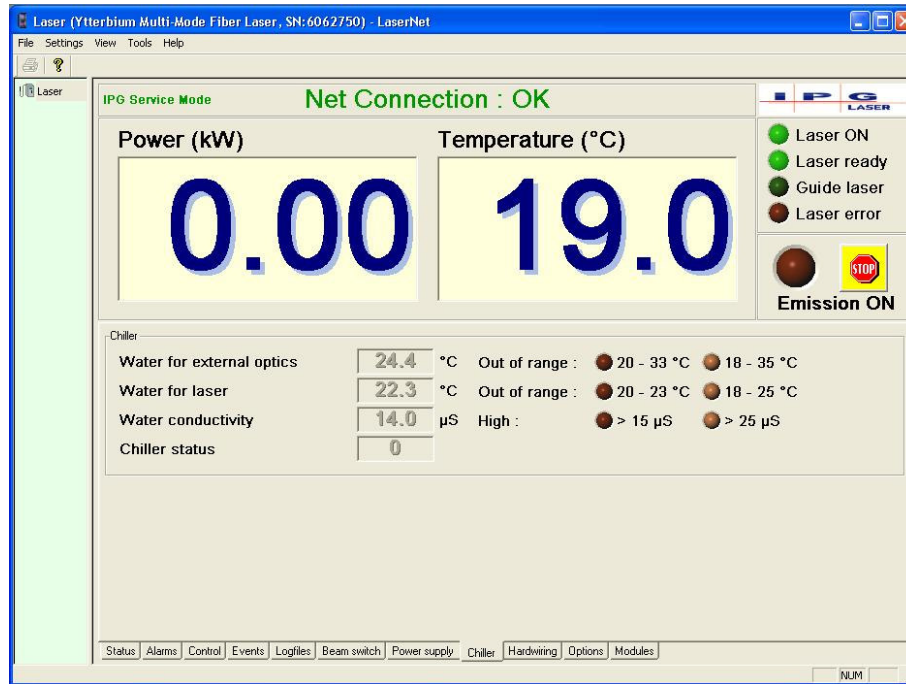 Laser (Ytterbium Multi-Mode Fiber Laser, SN:6062750) - LaserNet
File Settings View Tools Help
Laser
IPG Service Mode
Net Connection : OK
IPG
LASER
Power (kW)
Temperature (°C)
0.00
19.0
Laser ON
Laser ready
Guide laser
Laser error
STOP
Emission ON
Chiller
Water for external optics 24.4 °C Out of range : 20 - 33 °C 18 - 35 °C
Water for laser 22.3 °C Out of range : 20 - 23 °C 18 - 25 °C
Water conductivity 14.0 µS High : > 15 µS > 25 µS
Chiller status 0
Status Alarms Control Events Logfiles Beam switch Power supply Chiller Hardwiring Options Modules
NUM